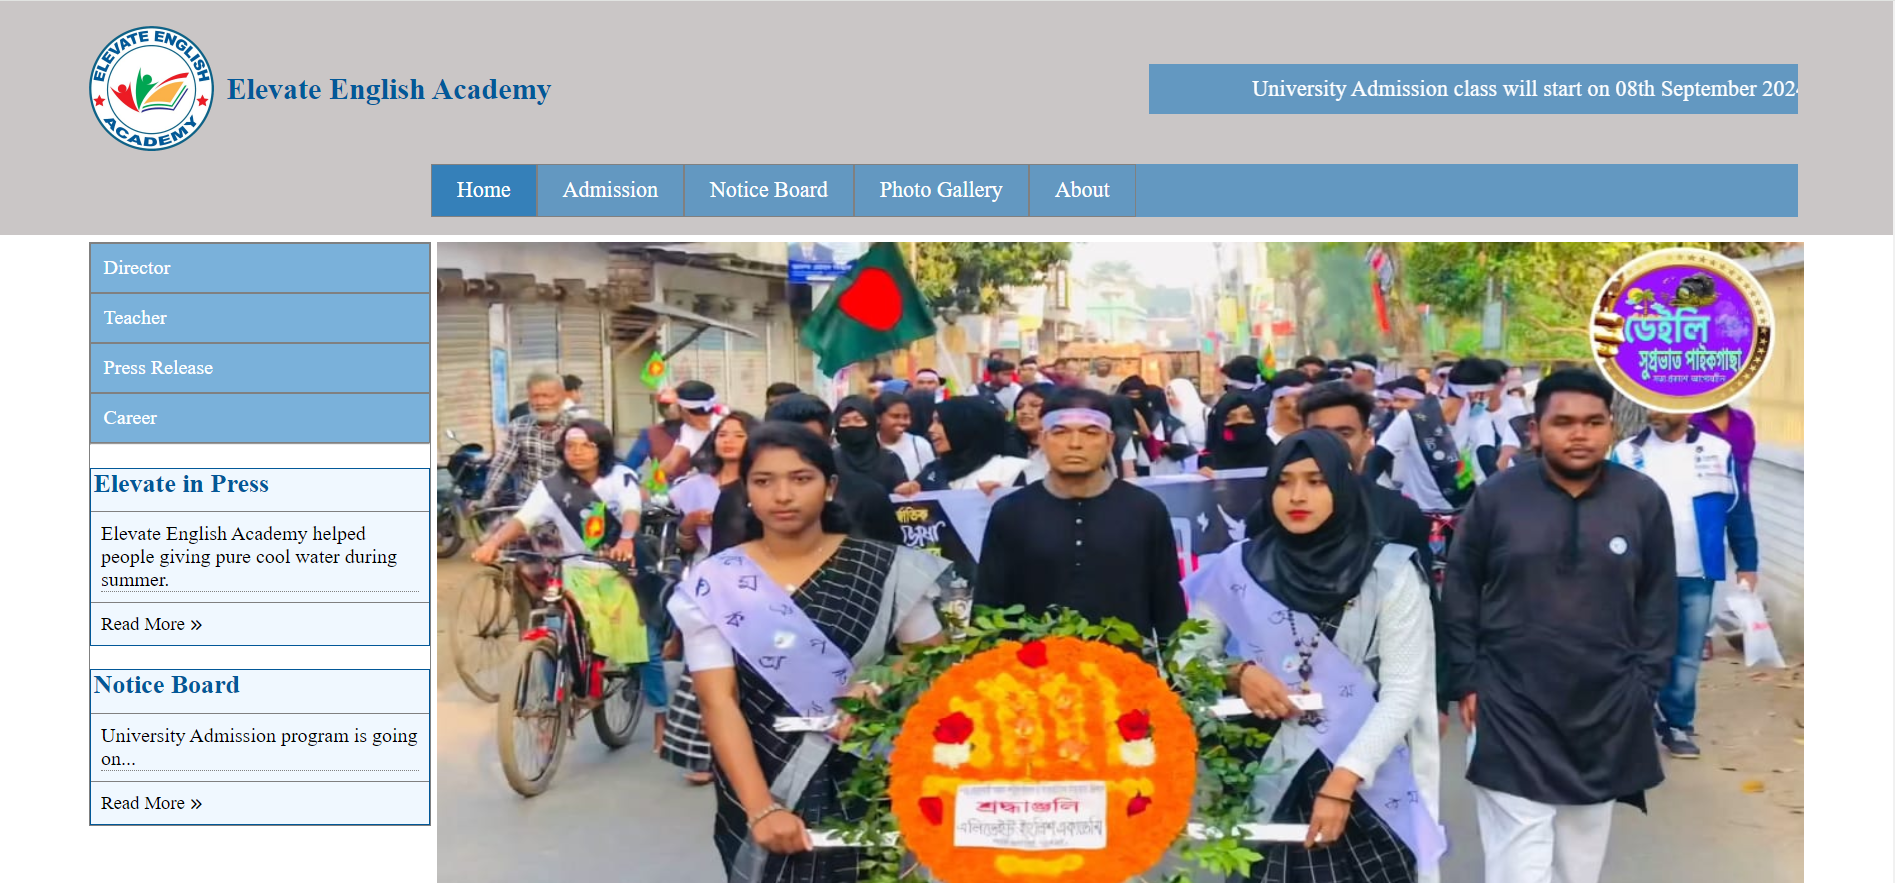 ELEVATE ENGLISH
ACADEMY
Elevate English Academy
University Admission class will start on 08th September 202
Home
Admission
Notice Board
Photo Gallery
About
Director
Teacher
Press Release
Career
Elevate in Press
Elevate English Academy helped
people giving pure cool water during
summer.
Read More »
Notice Board
University Admission program is going
on...
Read More »
ডেইলি
সুপ্রভাত পাইকগাছা
শ্রদ্ধাঞ্জলি
এলিভেইট ইংলিশ একাডেমি